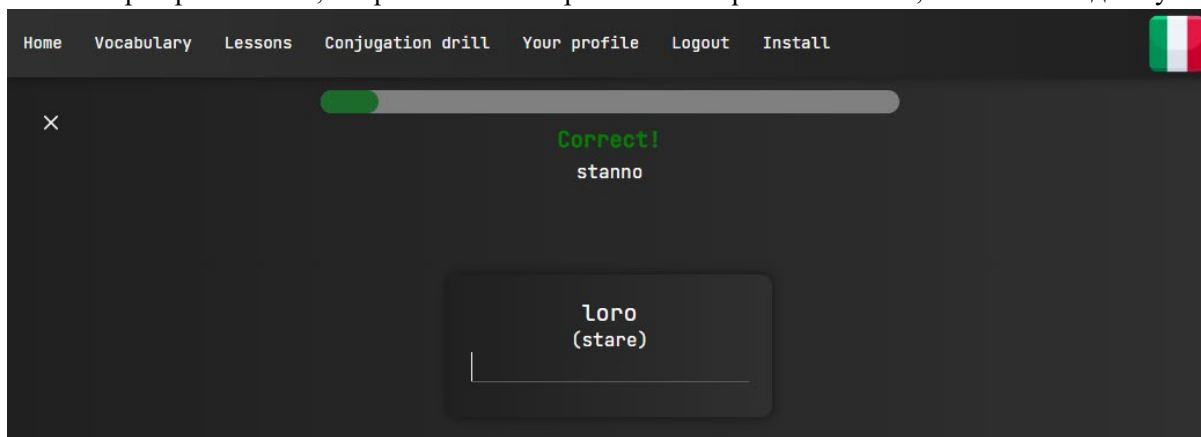 Home Vocabulary Lessons Conjugation drill Your profile Logout Install
Correct!
stanno
loro
(stare)